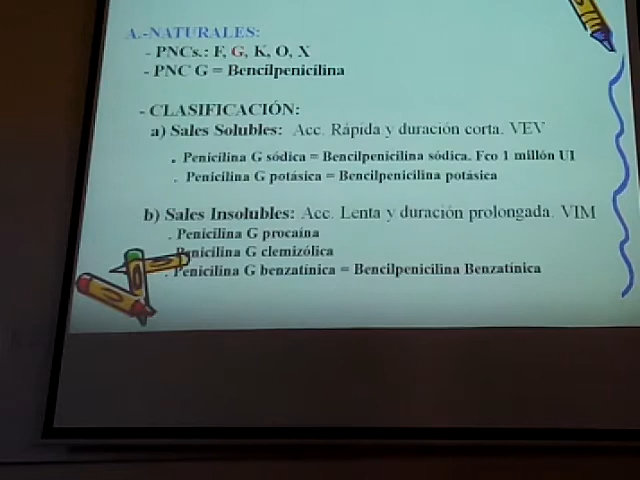 A.-NATURALES:
- PNCs.: F, G, K, O, X
- PNC G = Bencilpenicilina
- CLASIFICACIÓN:
a) Sales Solubles: Acc. Rápida y duración corta. VEV
. Penicilina G sódica = Bencilpenicilina sódica. Fco 1 millón UI
. Penicilina G potásica = Bencilpenicilina potásica
b) Sales Insolubles: Acc. Lenta y duración prolongada. VIM
. Penicilina G procaína
Penicilina G clemizólica
. Penicilina G benzatínica = Bencilpenicilina Benzatínica